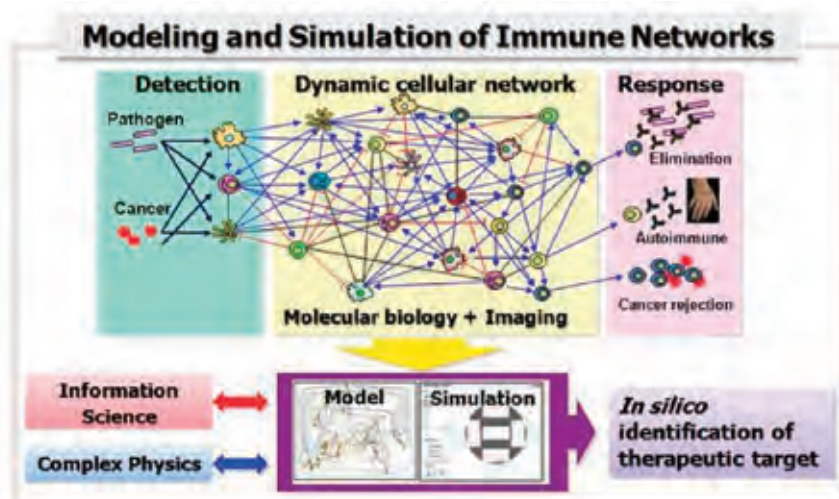 Modeling and Simulation of Immune Networks
Detection
Dynamic cellular network
Response
Pathogen
Cancer
Elimination
Autoimmune
Cancer rejection
Molecular biology + Imaging
Information
Science
Complex Physics
Model
Simulation
In silico
identification of
therapeutic target